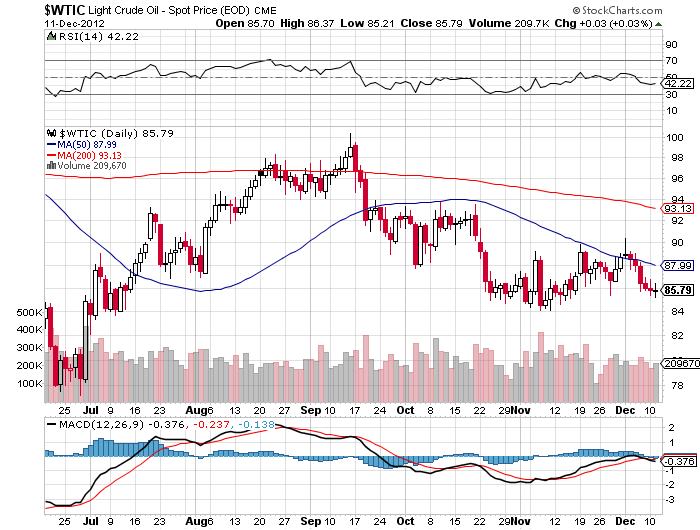 $WTIC Light Crude Oil - Spot Price (EOD) CME
© StockCharts.com
11-Dec-2012
Open 85.70 High 86.37 Low 85.21 Close 85.79 Volume 209.7K Chg +0.03 (+0.03%)
RSI(14) 42.22
90
70
50
42.22
30
10
$WTIC (Daily) 85.79
MA(50) 87.99
MA(200) 93.13
Volume 209,670
100
98
96
94
93.13
92
90
87.99
85.79
84
82
80
209670
78
500K
400K
300K
200K
100K
25 Jul 9 16 23 Aug 6 13 20 27 Sep 10 17 24 Oct 8 15 22 29 Nov 12 19 26 Dec 10
MACD(12,26,9) -0.376, -0.237, -0.138
2
1
-0.376
-1
-2
-3
25 Jul 9 16 23 Aug 6 13 20 27 Sep 10 17 24 Oct 8 15 22 29 Nov 12 19 26 Dec 10